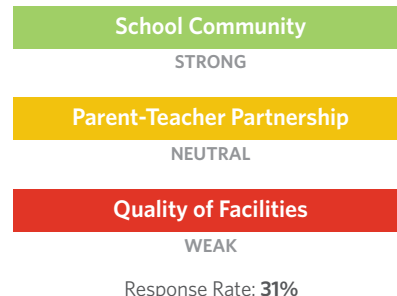 School Community
STRONG
Parent-Teacher Partnership
NEUTRAL
Quality of Facilities
WEAK
Response Rate: 31%